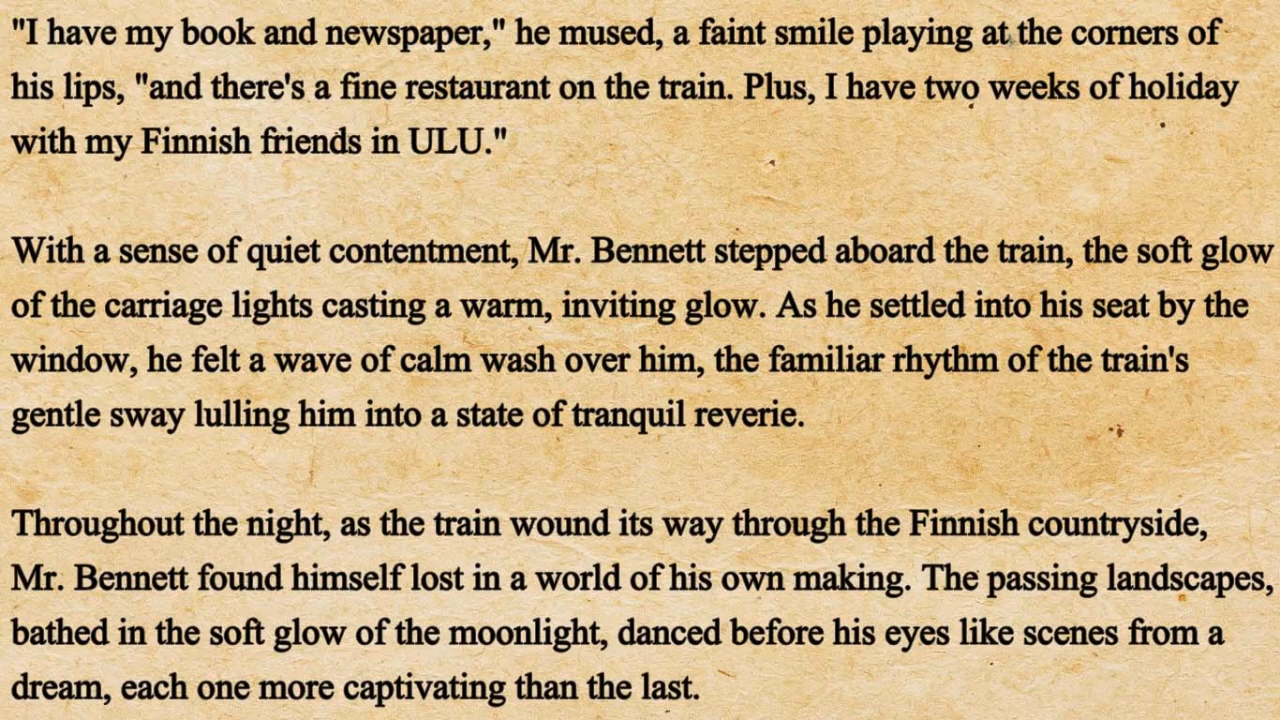 "I have my book and newspaper," he mused, a faint smile playing at the corners of
his lips, "and there's a fine restaurant on the train. Plus, I have two weeks of holiday
with my Finnish friends in ULU."
With a sense of quiet contentment, Mr. Bennett stepped aboard the train, the soft glow
of the carriage lights casting a warm, inviting glow. As he settled into his seat by the
window, he felt a wave of calm wash over him, the familiar rhythm of the train's
gentle sway lulling him into a state of tranquil reverie.
Throughout the night, as the train wound its way through the Finnish countryside,
Mr. Bennett found himself lost in a world of his own making. The passing landscapes,
bathed in the soft glow of the moonlight, danced before his eyes like scenes from a
dream, each one more captivating than the last.